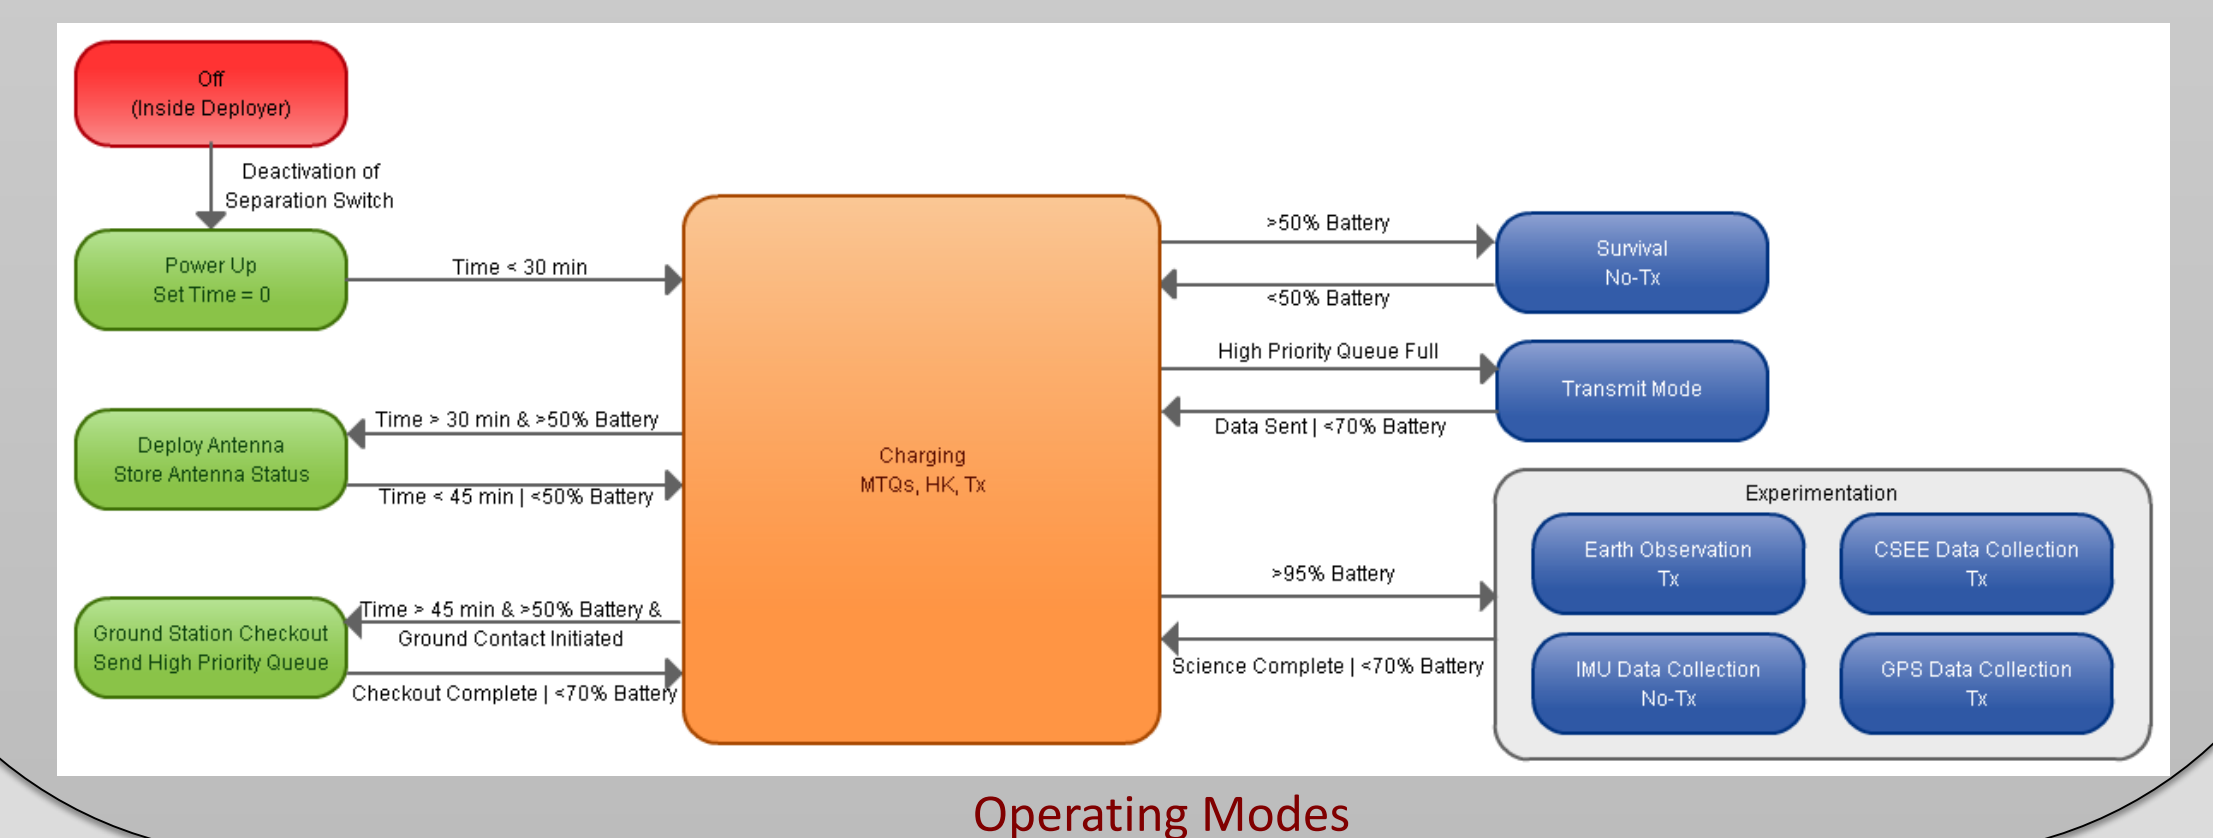 Off
(Inside Deployer)
Deactivation of
Separation Switch
Power Up
Set Time = 0
Time < 30 min
Deploy Antenna
Store Antenna Status
Time > 30 min & >50% Battery
Time < 45 min | <50% Battery
Ground Station Checkout
Send High Priority Queue
Time > 45 min & >50% Battery &
Ground Contact Initiated
Checkout Complete | <70% Battery
Charging
MTQs, HK, Tx
>50% Battery
<50% Battery
Survival
No-Tx
High Priority Queue Full
Data Sent | <70% Battery
Transmit Mode
>95% Battery
Science Complete | <70% Battery
Experimentation
Earth Observation
Tx
CSEE Data Collection
Tx
IMU Data Collection
No-Tx
GPS Data Collection
Tx
Operating Modes